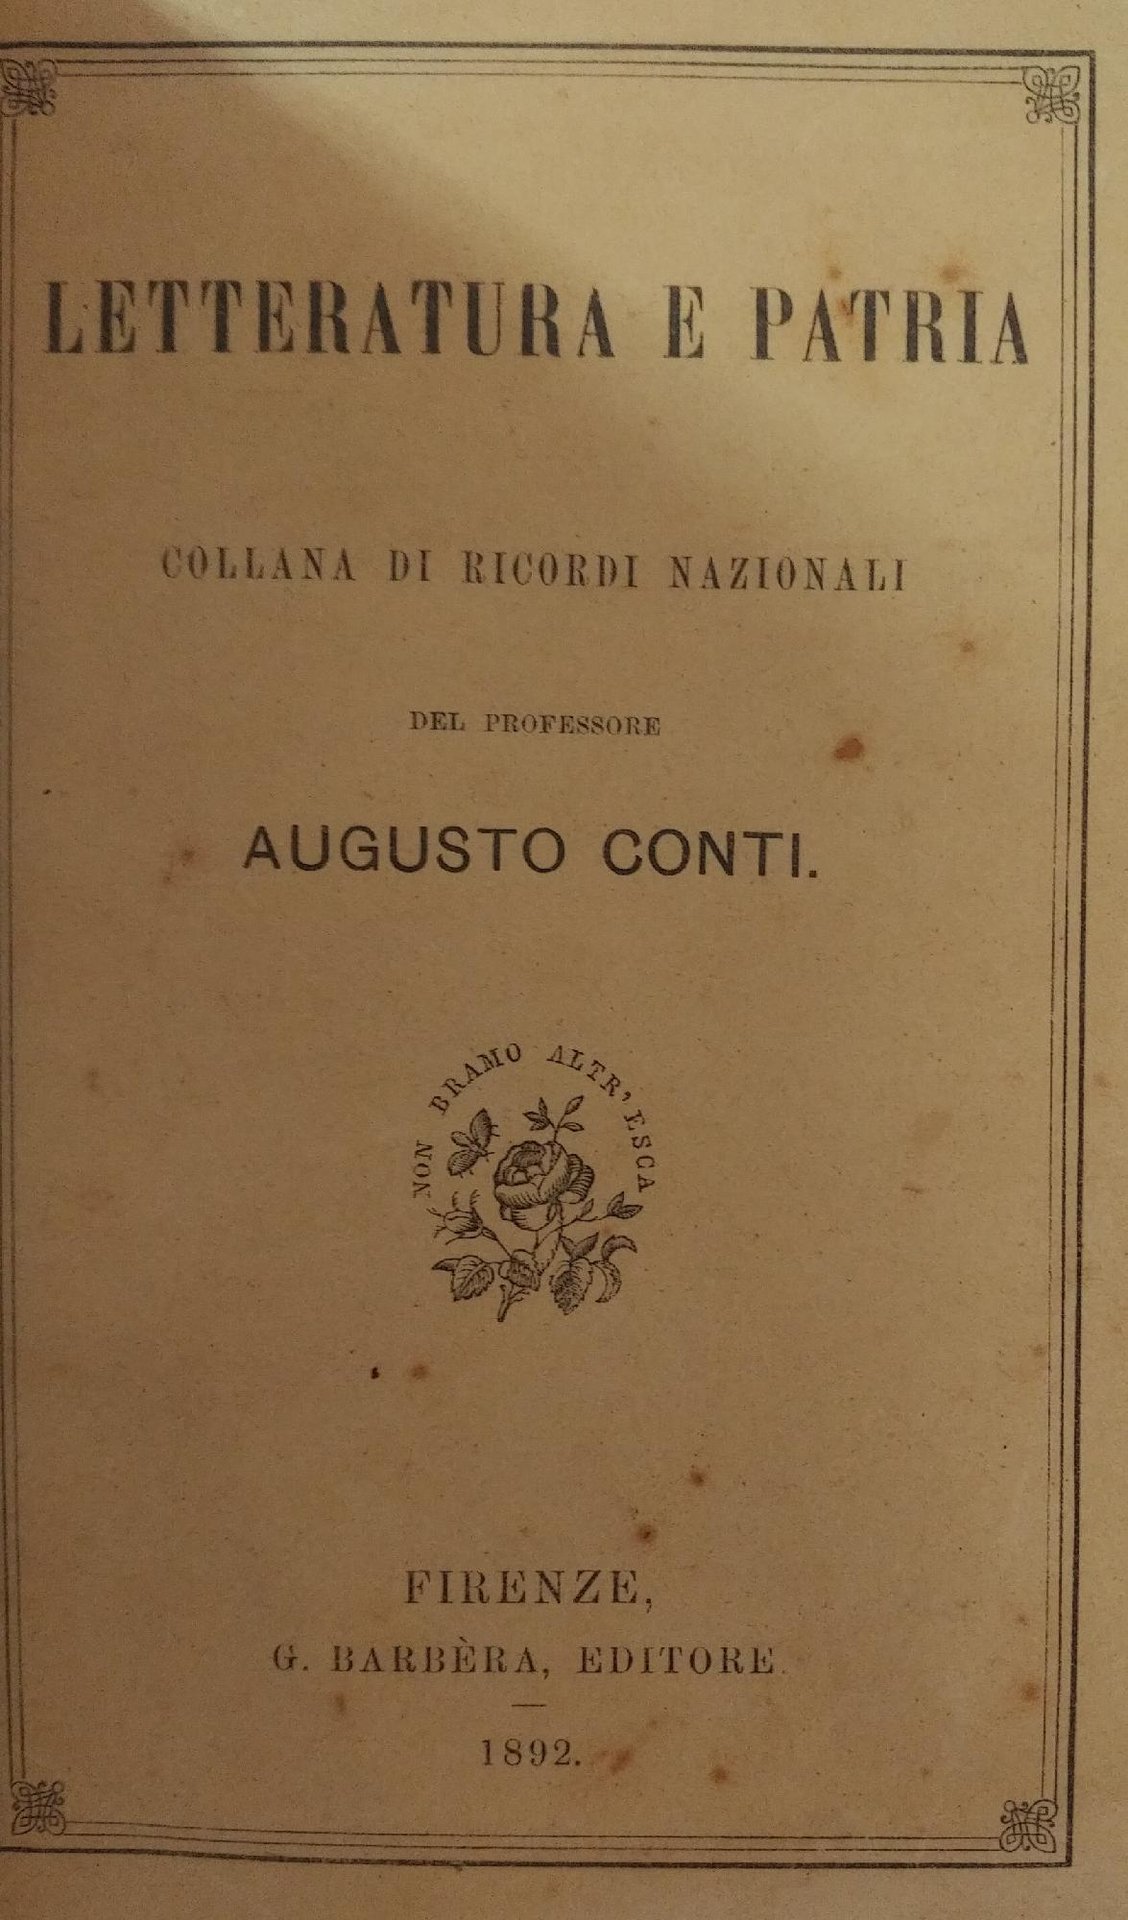 LETTERATURA E PATRIA
COLLANA DI RICORDI NAZIONALI
DEL PROFESSORE
AUGUSTO CONTI.
NON BRAMO ALTR' ESCA
FIRENZE,
G. BARBÈRA, EDITORE.
1892.